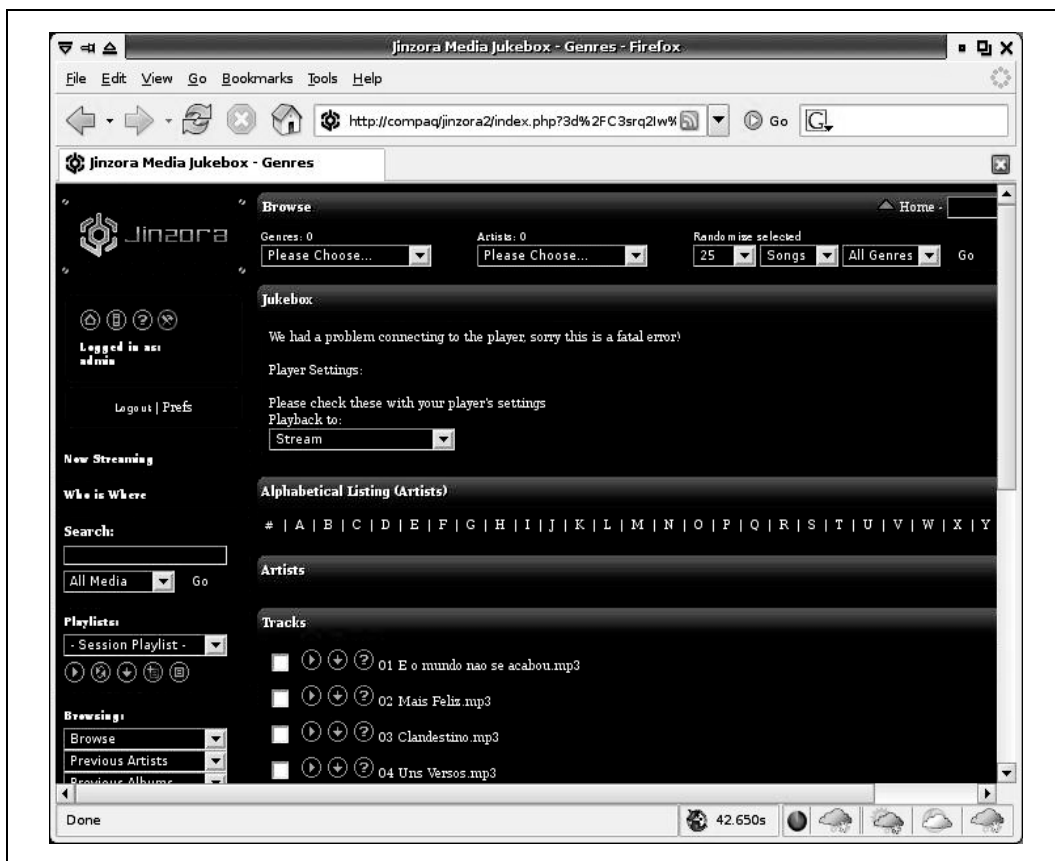 Jinzora Media Jukebox - Genres - Firefox
File Edit View Go Bookmarks Tools Help
http://compaq/jinzora2/index.php?3d%2FC3srq2Iw% Go G
Jinzora Media Jukebox - Genres
Jinzora
Logged in as:
admin
Logout | Prefs
Now Streaming
Who is Where
Search:
All Media Go
Playlists:
- Session Playlist -
Browsing:
Browse
Previous Artists
Previous Albums
Browse Home -
Genres: 0 Artists: 0 Randomize selected
Please Choose... Please Choose... 25 Songs All Genres Go
Jukebox
We had a problem connecting to the player, sorry this is a fatal error!
Player Settings:
Please check these with your player's settings
Playback to:
Stream
Alphabetical Listing (Artists)
# | A | B | C | D | E | F | G | H | I | J | K | L | M | N | O | P | Q | R | S | T | U | V | W | X | Y
Artists
Tracks
01 E o mundo nao se acabou.mp3
02 Mais Feliz.mp3
03 Clandestino.mp3
04 Uns Versos.mp3
Done 42.650s